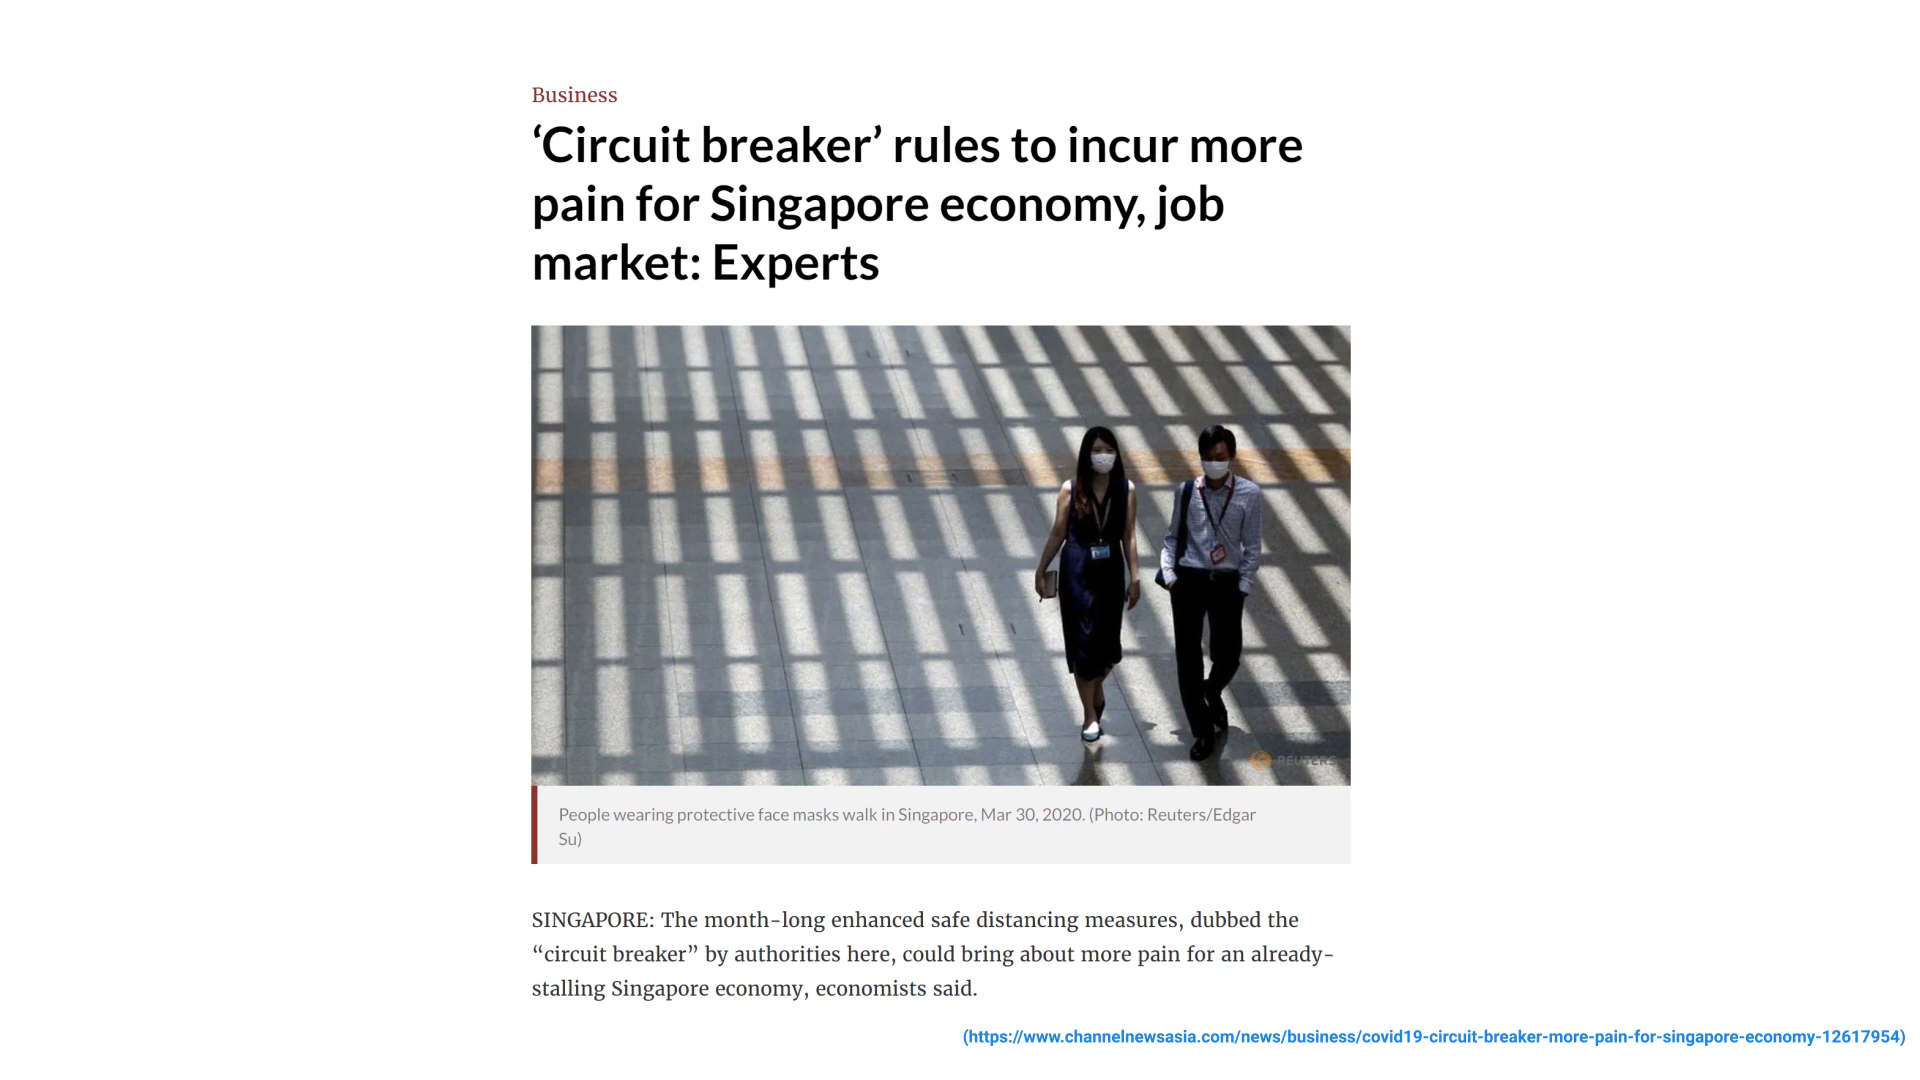 Business
‘Circuit breaker’ rules to incur more
pain for Singapore economy, job
market: Experts
REUTERS
People wearing protective face masks walk in Singapore, Mar 30, 2020. (Photo: Reuters/Edgar
Su)
SINGAPORE: The month-long enhanced safe distancing measures, dubbed the
“circuit breaker” by authorities here, could bring about more pain for an already-
stalling Singapore economy, economists said.
(https://www.channelnewsasia.com/news/business/covid19-circuit-breaker-more-pain-for-singapore-economy-12617954)